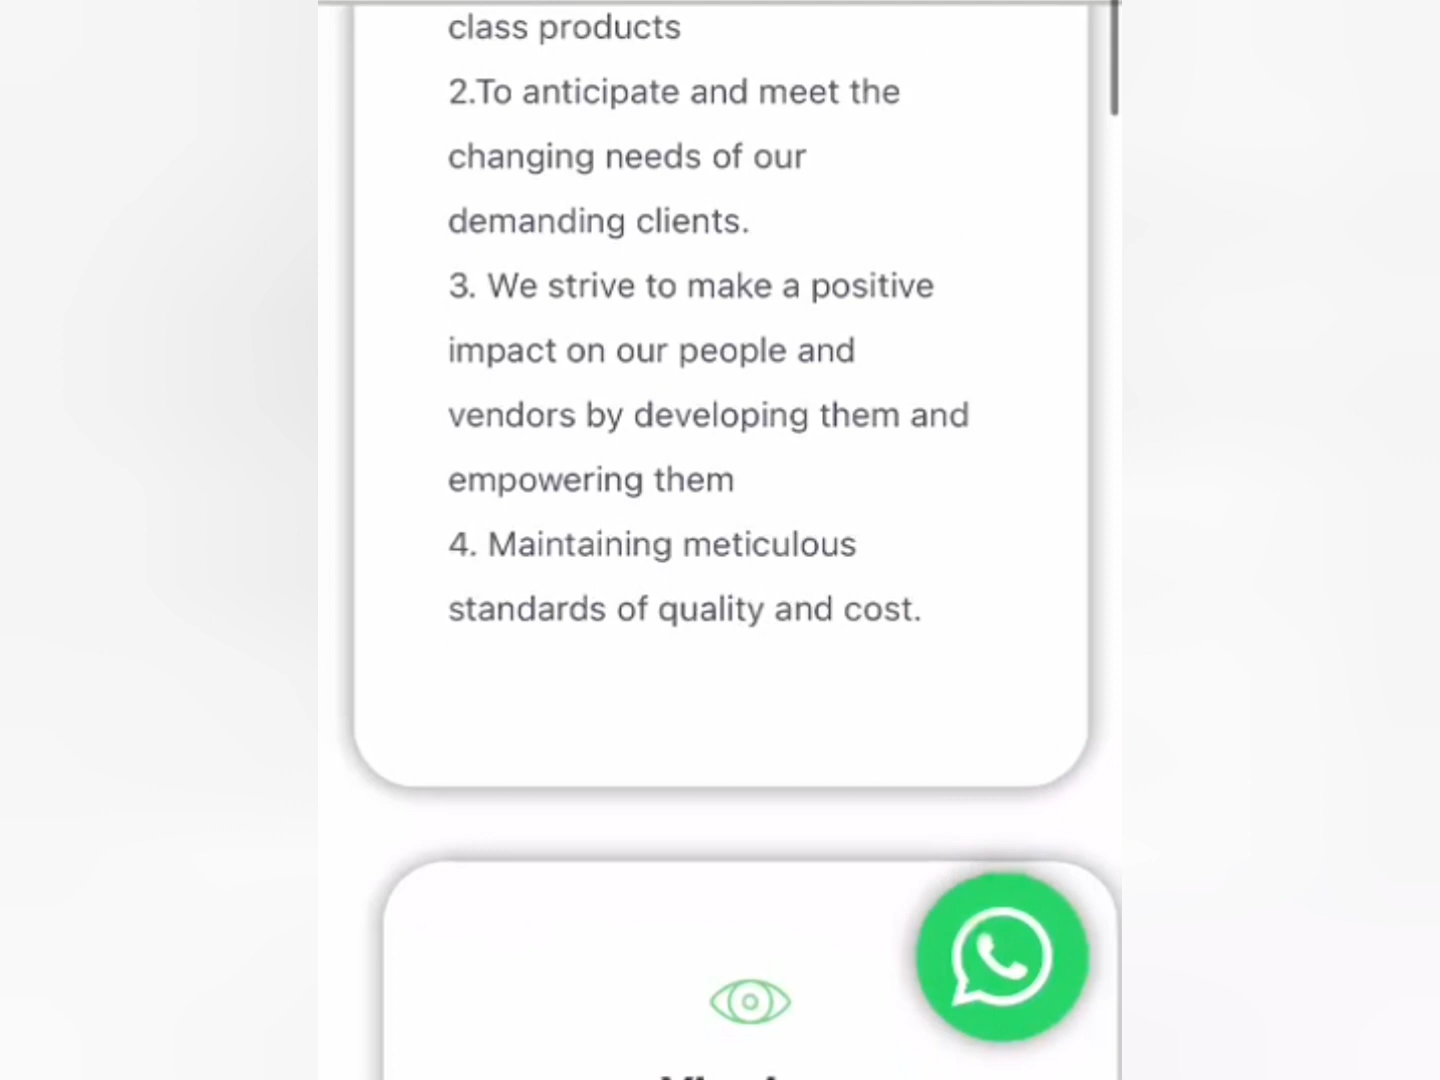 class products
2.To anticipate and meet the
changing needs of our
demanding clients.
3. We strive to make a positive
impact on our people and
vendors by developing them and
empowering them
4. Maintaining meticulous
standards of quality and cost.